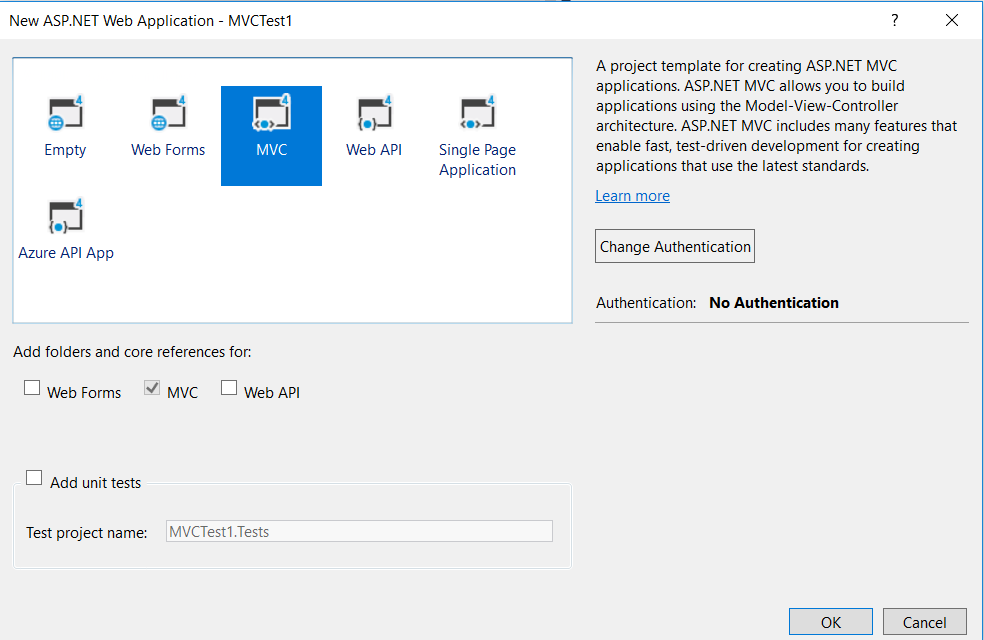 New ASP.NET Web Application - MVCTest1
?
4
4
4
4
4
Empty
Web Forms
MVC
Web API
Single Page
Application
4
Azure API App
A project template for creating ASP.NET MVC
applications. ASP.NET MVC allows you to build
applications using the Model-View-Controller
architecture. ASP.NET MVC includes many features that
enable fast, test-driven development for creating
applications that use the latest standards.
Learn more
Change Authentication
Authentication: No Authentication
Add folders and core references for:
Web Forms
MVC
Web API
Add unit tests
Test project name: MVCTest1.Tests
OK
Cancel